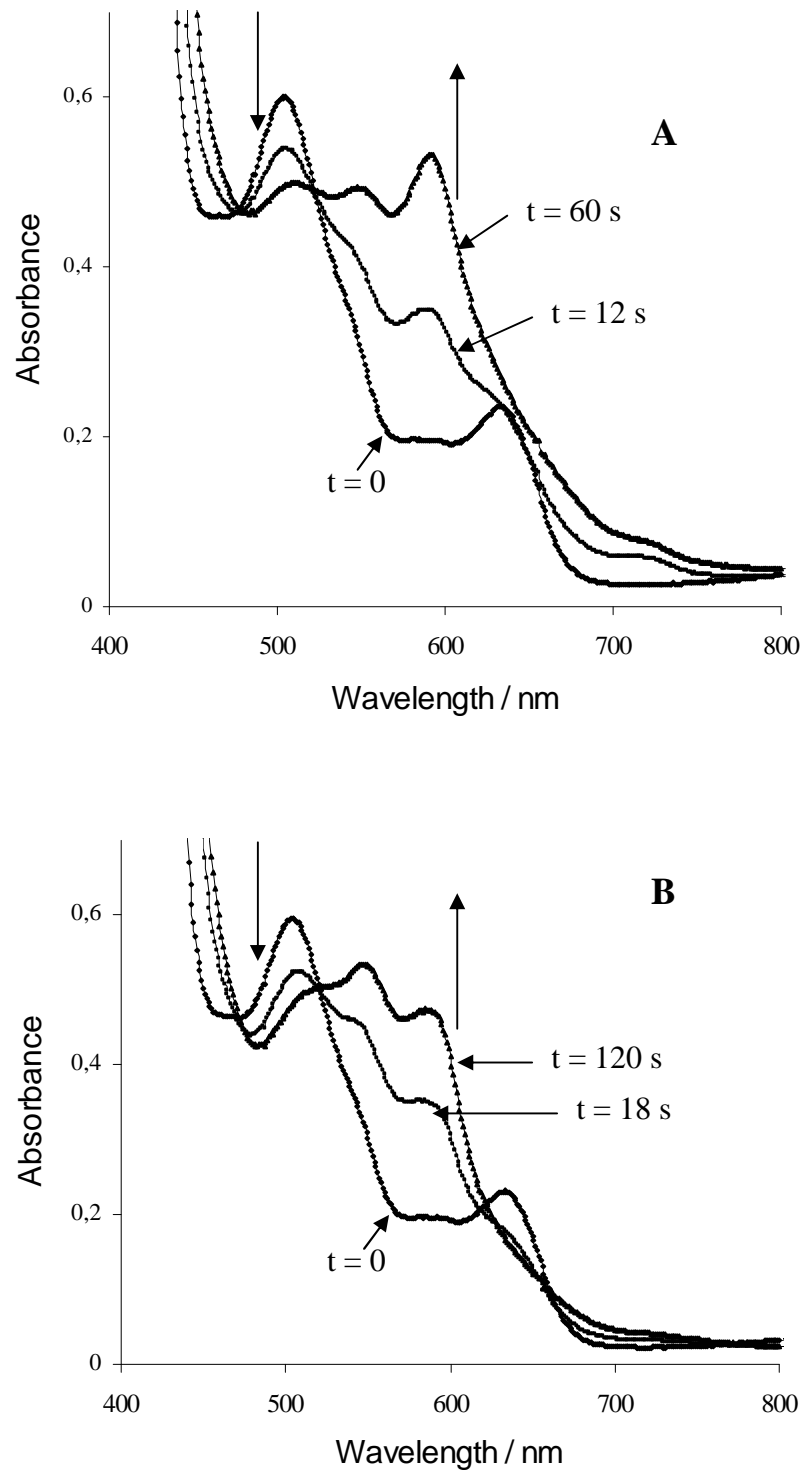 0,6
A
t = 60 s
0,4
Absorbance
t = 12 s
0,2
t = 0
0
400 500 600 700 800
Wavelength / nm
B
0,6
t = 120 s
0,4
t = 18 s
Absorbance
0,2
t = 0
0
400 500 600 700 800
Wavelength / nm